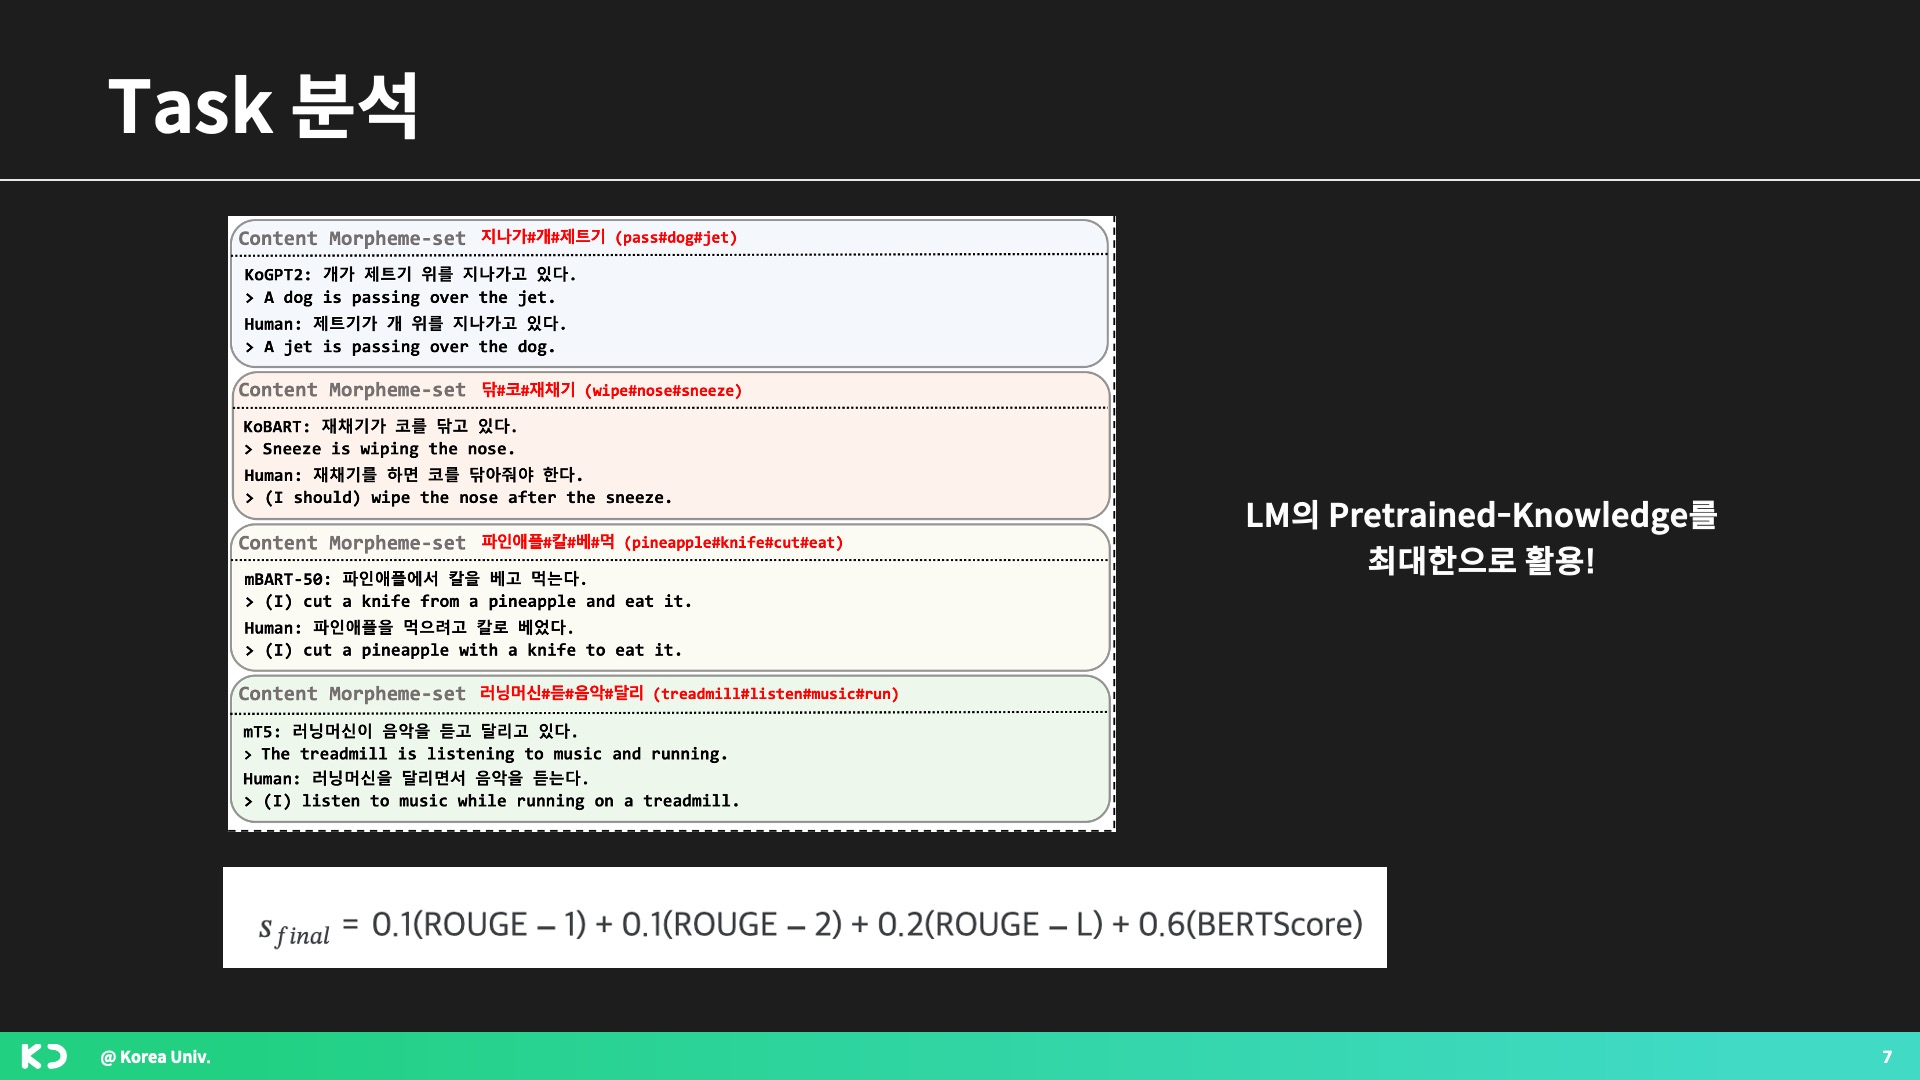 Task 분석
Content Morpheme-set 지나가#개#제트기 (pass#dog#jet)
KoGPT2: 개가 제트기 위를 지나가고 있다.
> A dog is passing over the jet.
Human: 제트기가 개 위를 지나가고 있다.
> A jet is passing over the dog.
Content Morpheme-set 닦#코#재채기 (wipe#nose#sneeze)
KoBART: 재채기가 코를 닦고 있다.
> Sneeze is wiping the nose.
Human: 재채기를 하면 코를 닦아줘야 한다.
> (I should) wipe the nose after the sneeze.
Content Morpheme-set 파인애플#칼#베#먹 (pineapple#knife#cut#eat)
mBART-50: 파인애플에서 칼을 베고 먹는다.
> (I) cut a knife from a pineapple and eat it.
Human: 파인애플을 먹으려고 칼로 베었다.
> (I) cut a pineapple with a knife to eat it.
Content Morpheme-set 러닝머신#듣#음악#달리 (treadmill#listen#music#run)
mT5: 러닝머신이 음악을 듣고 달리고 있다.
> The treadmill is listening to music and running.
Human: 러닝머신을 달리면서 음악을 듣는다.
> (I) listen to music while running on a treadmill.
LM의 Pretrained-Knowledge를
최대한으로 활용!
s_final = 0.1(ROUGE – 1) + 0.1(ROUGE – 2) + 0.2(ROUGE – L) + 0.6(BERTScore)
@ Korea Univ.
7